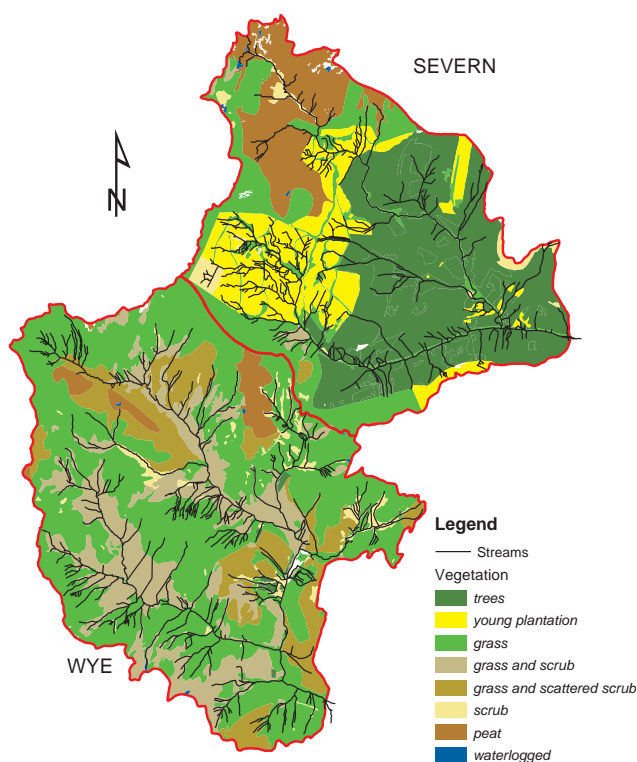 SEVERN
N
WYE
Legend
Streams
Vegetation
trees
young plantation
grass
grass and scrub
grass and scattered scrub
scrub
peat
waterlogged